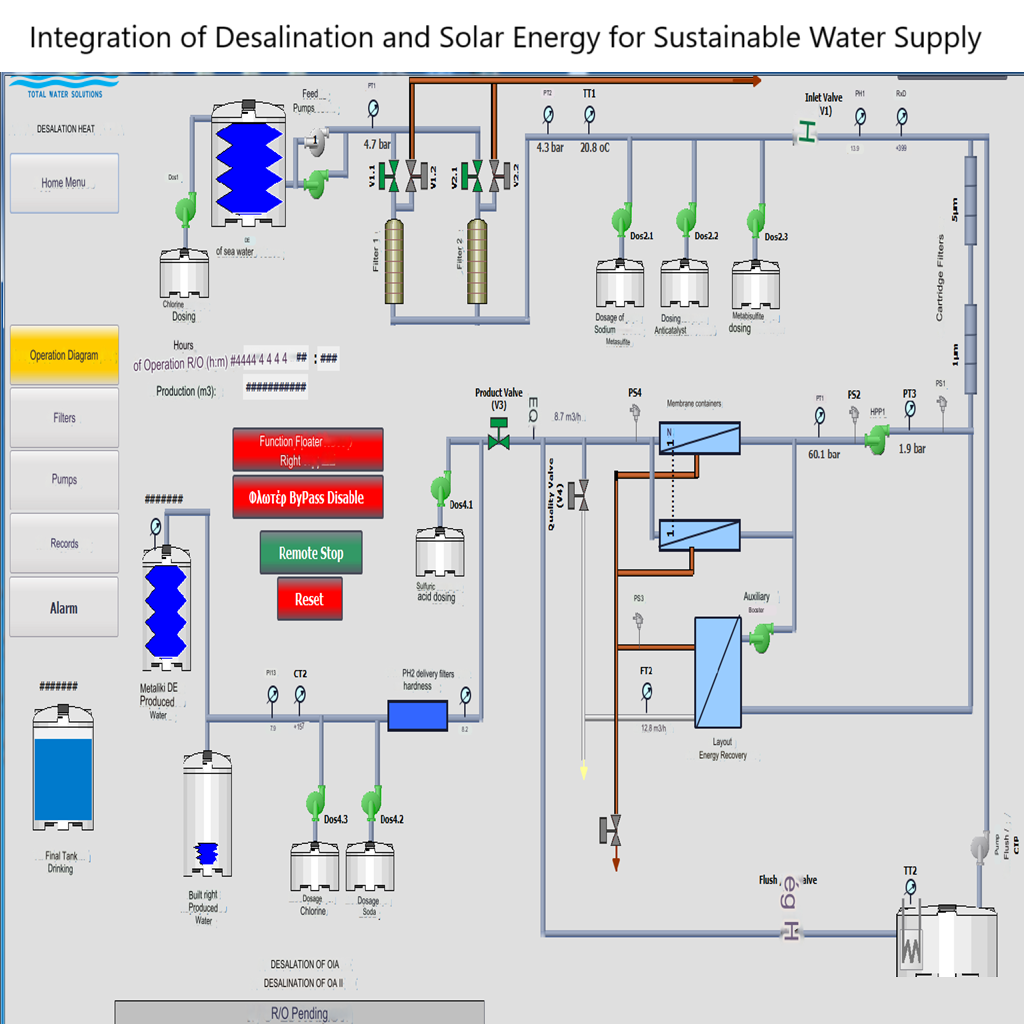 Integration of Desalination and Solar Energy for Sustainable Water Supply
TOTAL WATER SOLUTIONS
DESALATION HEAT
Home Menu
Operation Diagram
Filters
Pumps
Records
Alarm
Feed
Pumps
PT1
4.7 bar
Dos1
DE
of sea water
Chlorine
Dosing
V1.1
V1.2
V2.1
V2.2
Filter 1
Filter 2
PT2
TT1
4.3 bar
20.8 oC
Inlet Valve
V1)
PH1
RxD
13.9
+399
Dos2.1
Dos2.2
Dos2.3
Dosage of
Sodium
Metasulfite
Dosing
Anticatalyst
Metabisulfite
dosing
5μm
Cartridge Filters
1μm
Hours
of Operation R/O (h:m) #4444 4 4 4 ## : ###
Production (m3): ###########
Function Floater
Right
Φλωτέρ ByPass Disable
Remote Stop
Reset
Product Valve
(V3)
EQ
8.7 m3/h
PS4
Membrane containers
N
1
1
PT1
FS2
HPP1
PT3
PS1
60.1 bar
1.9 bar
Quality Valve
(V4)
Dos4.1
Sulfuric
acid dosing
PS3
Auxiliary
Booster
FT2
12.8 m3/h
Layout
Energy Recovery
#######
Metaliki DE
Produced
Water
#######
Final Tank
Drinking
PI13
CT2
7.9
+157
PH2 delivery filters
hardness
8.2
Built right
Produced
Water
Dos4.3
Dos4.2
Dosage
Chlorine
Dosage
Soda
Pump
Flush /
CIP
TT2
Flush
alve
ég H
DESALATION OF OIA
DESALINATION OF OA II
R/O Pending